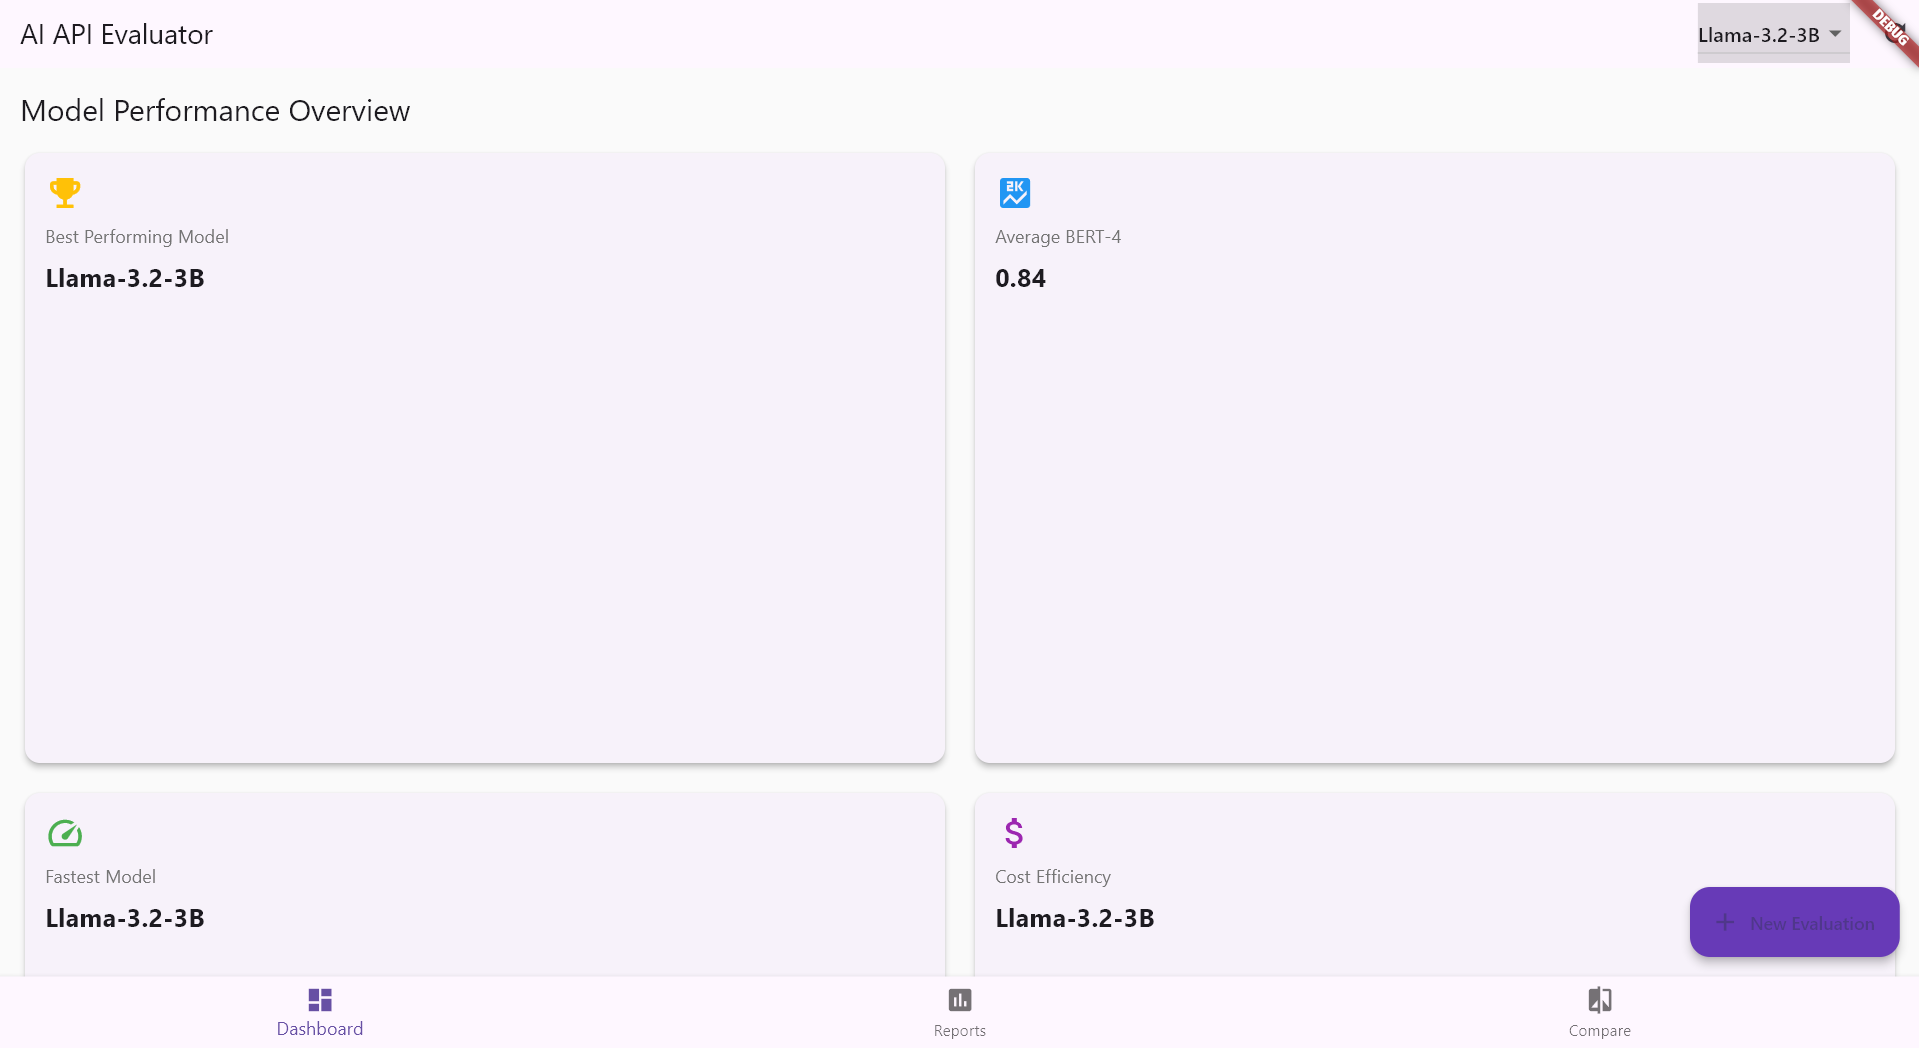 AI API Evaluator
Llama-3.2-3B
DEBUG
Model Performance Overview
Best Performing Model
Llama-3.2-3B
2K
Average BERT-4
0.84
Fastest Model
Llama-3.2-3B
$
Cost Efficiency
Llama-3.2-3B
+ New Evaluation
Dashboard
Reports
Compare